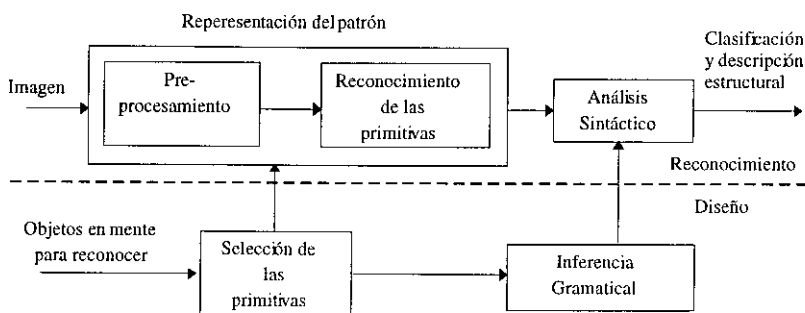 Reperesentación del patrón
Imagen
Pre-
procesamiento
Reconocimiento
de las
primitivas
Análisis
Sintáctico
Clasificación
y descripción
estructural
Reconocimiento
Diseño
Objetos en mente
para reconocer
Selección de
las
primitivas
Inferencia
Gramatical